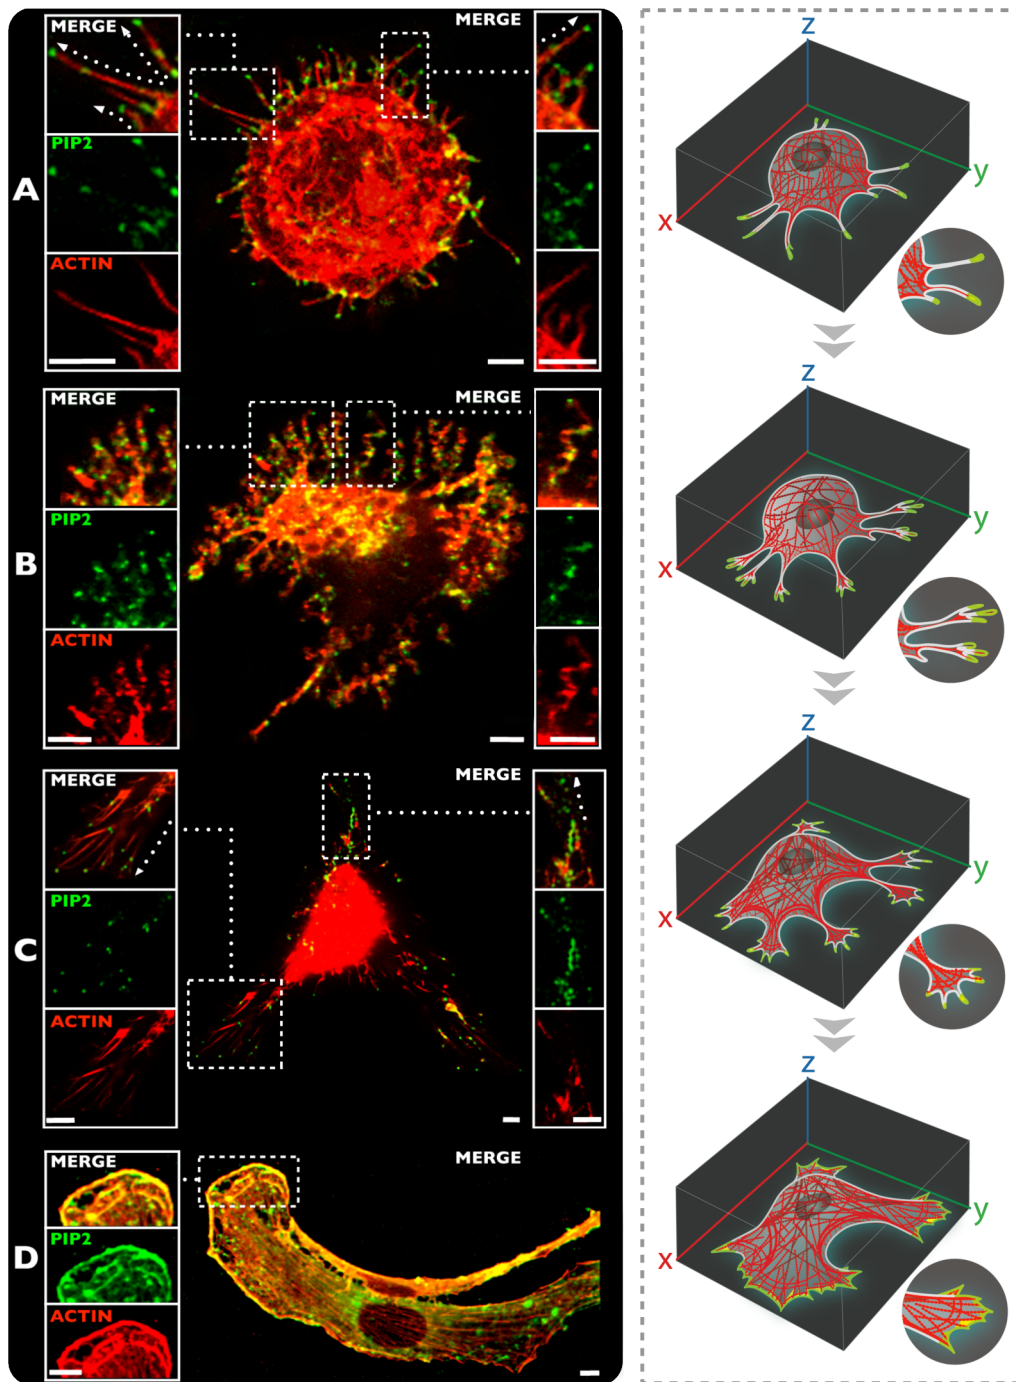 MERGE
MERGE
PIP2
A
ACTIN
z
x
y
MERGE
MERGE
PIP2
B
ACTIN
z
x
y
MERGE
MERGE
PIP2
C
ACTIN
z
x
y
MERGE
MERGE
PIP2
D
ACTIN
z
x
y